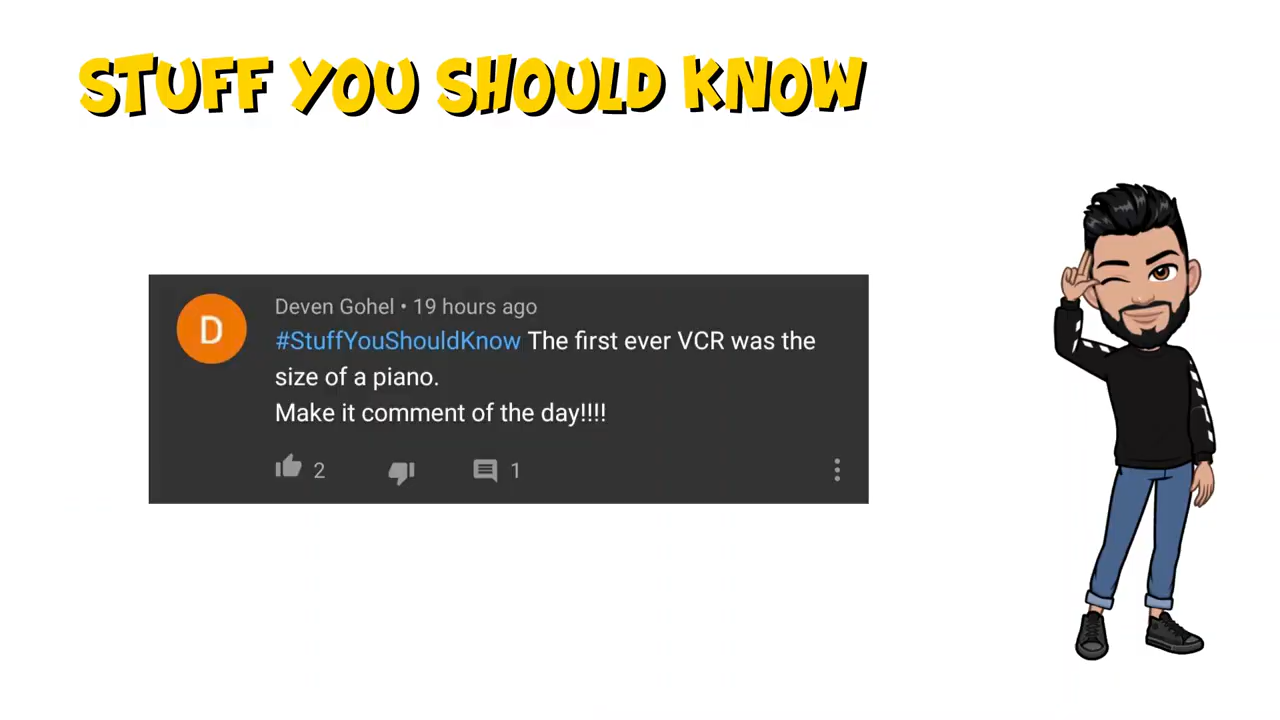 STUFF YOU SHOULD KNOW
D
Deven Gohel • 19 hours ago
#StuffYouShouldKnow The first ever VCR was the
size of a piano.
Make it comment of the day!!!!
2 1